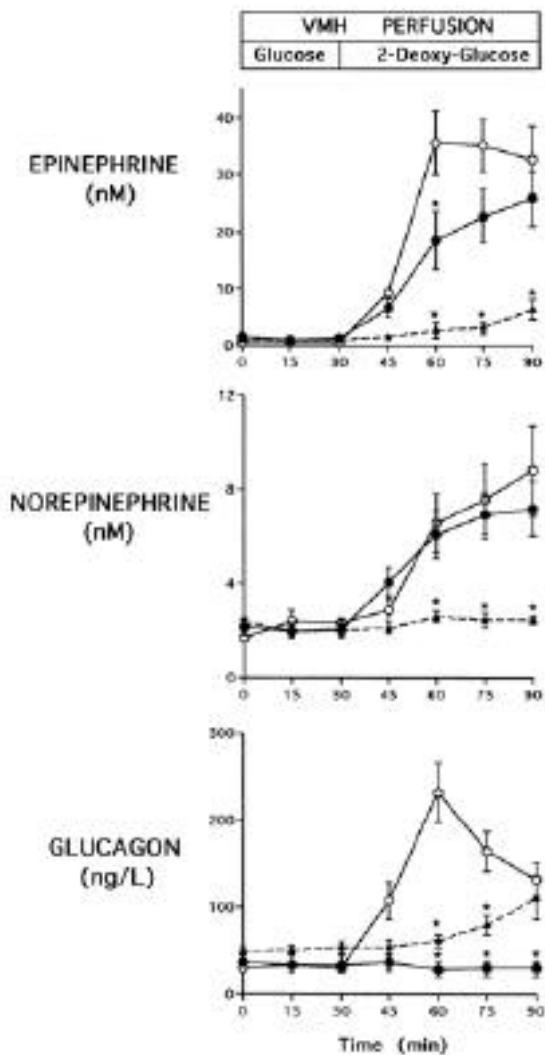 VMH PERFUSION
Glucose 2-Deoxy-Glucose
EPINEPHRINE
(nM)
40
30
20
10
0
0 15 30 45 60 75 90
* * * *
NOREPINEPHRINE
(nM)
12
8
4
0
0 15 30 45 60 75 90
* * *
GLUCAGON
(ng/L)
300
200
100
0
0 15 30 45 60 75 90
* * * * *
Time (min)